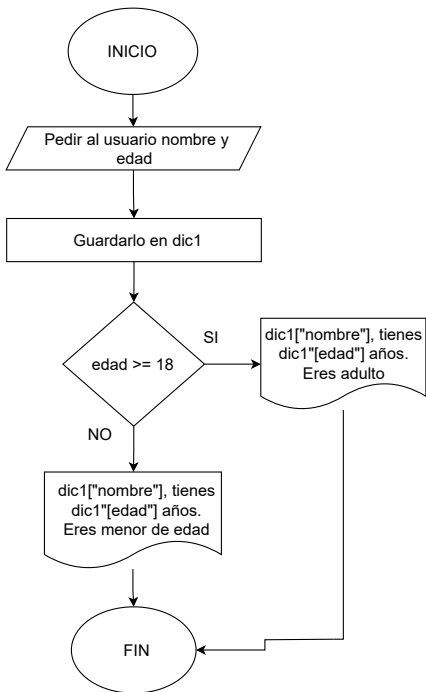 INICIO
Pedir al usuario nombre y
edad
Guardarlo en dic1
edad >= 18
SI
dic1["nombre"], tienes
dic1"[edad"] años.
Eres adulto
NO
dic1["nombre"], tienes
dic1"[edad"] años.
Eres menor de edad
FIN